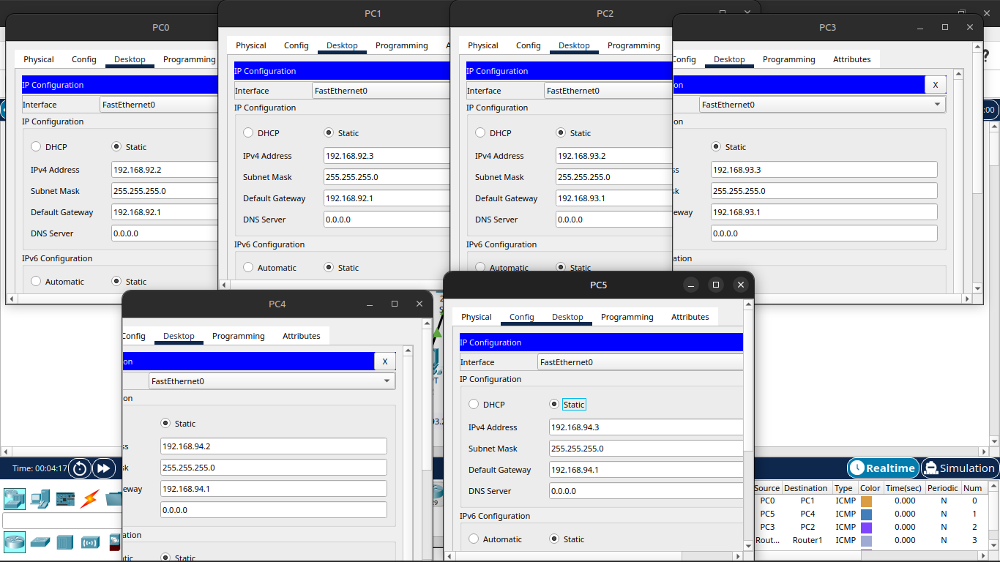 PC0
Physical Config Desktop Programming
IP Configuration
Interface FastEthernet0
IP Configuration
DHCP Static
IPv4 Address 192.168.92.2
Subnet Mask 255.255.255.0
Default Gateway 192.168.92.1
DNS Server 0.0.0.0
IPv6 Configuration
Automatic Static
PC1
Physical Config Desktop Programming A
IP Configuration
Interface FastEthernet0
IP Configuration
DHCP Static
IPv4 Address 192.168.92.3
Subnet Mask 255.255.255.0
Default Gateway 192.168.92.1
DNS Server 0.0.0.0
IPv6 Configuration
Automatic Static
PC2
Physical Config Desktop Programming
IP Configuration
Interface FastEthernet0
IP Configuration
DHCP Static
IPv4 Address 192.168.93.2
Subnet Mask 255.255.255.0
Default Gateway 192.168.93.1
DNS Server 0.0.0.0
IPv6 Configuration
Automatic Static
PC3
Config Desktop Programming Attributes
on X
FastEthernet0
ion
Static
ss 192.168.93.3
sk 255.255.255.0
eway 192.168.93.1
0.0.0.0
ration
:00
PC4
Config Desktop Programming Attributes
on X
FastEthernet0
ion
Static
ss 192.168.94.2
sk 255.255.255.0
eway 192.168.94.1
0.0.0.0
ration
tic Static
PC5
Physical Config Desktop Programming Attributes
IP Configuration
Interface FastEthernet0
IP Configuration
DHCP Static
IPv4 Address 192.168.94.3
Subnet Mask 255.255.255.0
Default Gateway 192.168.94.1
DNS Server 0.0.0.0
IPv6 Configuration
Automatic Static
Time: 00:04:17
Realtime Simulation
Source Destination Type Color Time(sec) Periodic Num
PC0 PC1 ICMP 0.000 N 0
PC5 PC4 ICMP 0.000 N 1
PC3 PC2 ICMP 0.000 N 2
Rout... Router1 ICMP 0.000 N 3